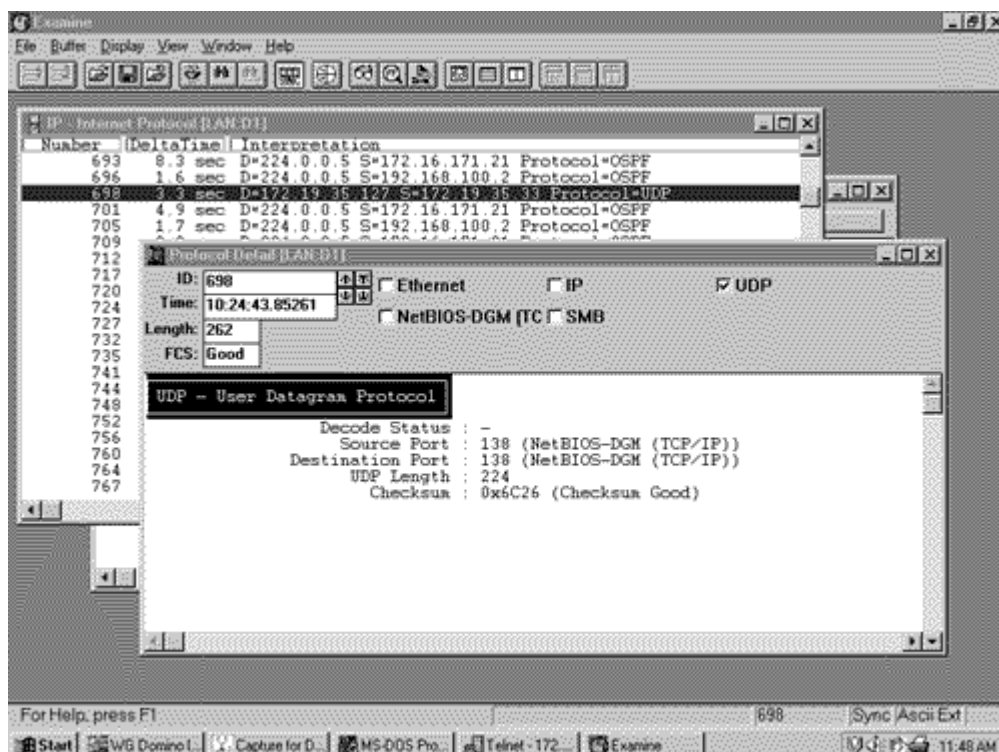 Examine
File Buffer Display View Window Help
IP - Internet Protocol [LAN:D1]
Number DeltaTime Interpretation
693 8.3 sec D=224.0.0.5 S=172.16.171.21 Protocol=OSPF
696 1.6 sec D=224.0.0.5 S=192.168.100.2 Protocol=OSPF
698 3.3 sec D=172.19.35.127 S=172.19.35.33 Protocol=UDP
701 4.9 sec D=224.0.0.5 S=172.16.171.21 Protocol=OSPF
705 1.7 sec D=224.0.0.5 S=192.168.100.2 Protocol=OSPF
709
712
717
720
724
727
732
735
741
744
748
752
756
760
764
767
Protocol Detail [LAN:D1]
ID: 698
Time: 10:24:43.85261
Length: 262
FCS: Good
Ethernet IP UDP
NetBIOS-DGM (TC SMB
UDP - User Datagram Protocol
Decode Status : -
Source Port : 138 (NetBIOS-DGM (TCP/IP))
Destination Port : 138 (NetBIOS-DGM (TCP/IP))
UDP Length : 224
Checksum : 0x6C26 (Checksum Good)
For Help, press F1 698 Sync Ascii Ext
Start WG Domino I... Capture for D... MS-DOS Pro... Telnet - 172.... Examine 11:48 AM